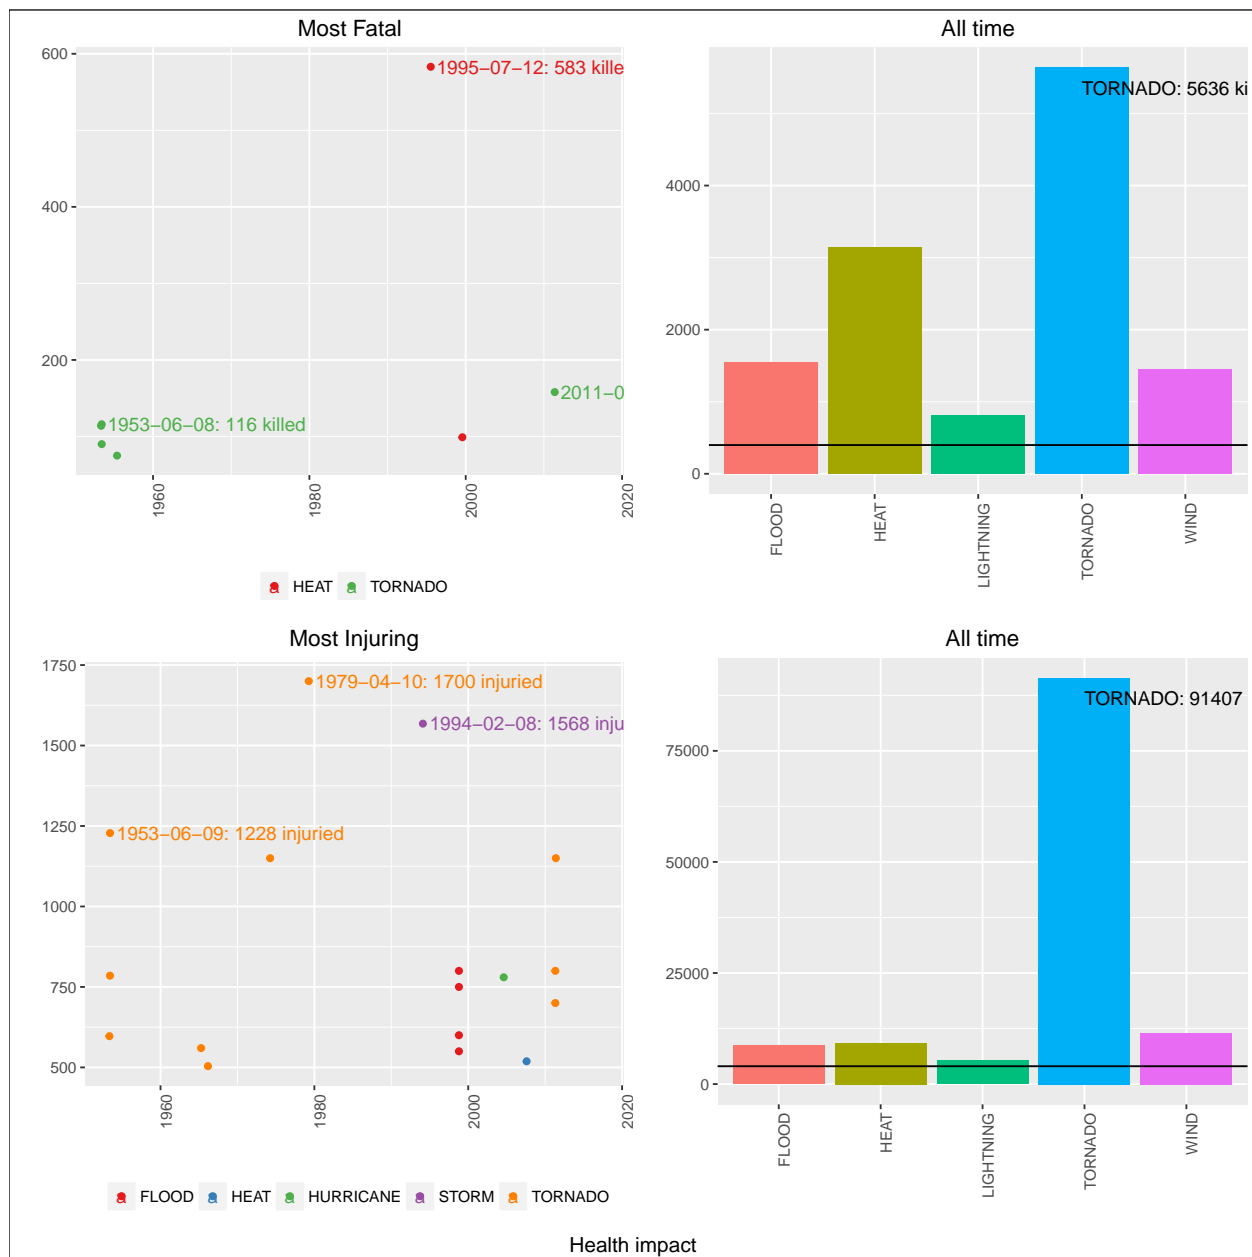 Most Fatal
600
400
200
1995−07−12: 583 kille
2011−0
1953−06−08: 116 killed
1960
1980
2000
2020
HEAT
TORNADO
All time
4000
2000
0
TORNADO: 5636 ki
FLOOD
HEAT
LIGHTNING
TORNADO
WIND
Most Injuring
1750
1500
1250
1000
750
500
1979−04−10: 1700 injuried
1994−02−08: 1568 inju
1953−06−09: 1228 injuried
1960
1980
2000
2020
FLOOD
HEAT
HURRICANE
STORM
TORNADO
All time
75000
50000
25000
0
TORNADO: 91407
FLOOD
HEAT
LIGHTNING
TORNADO
WIND
Health impact